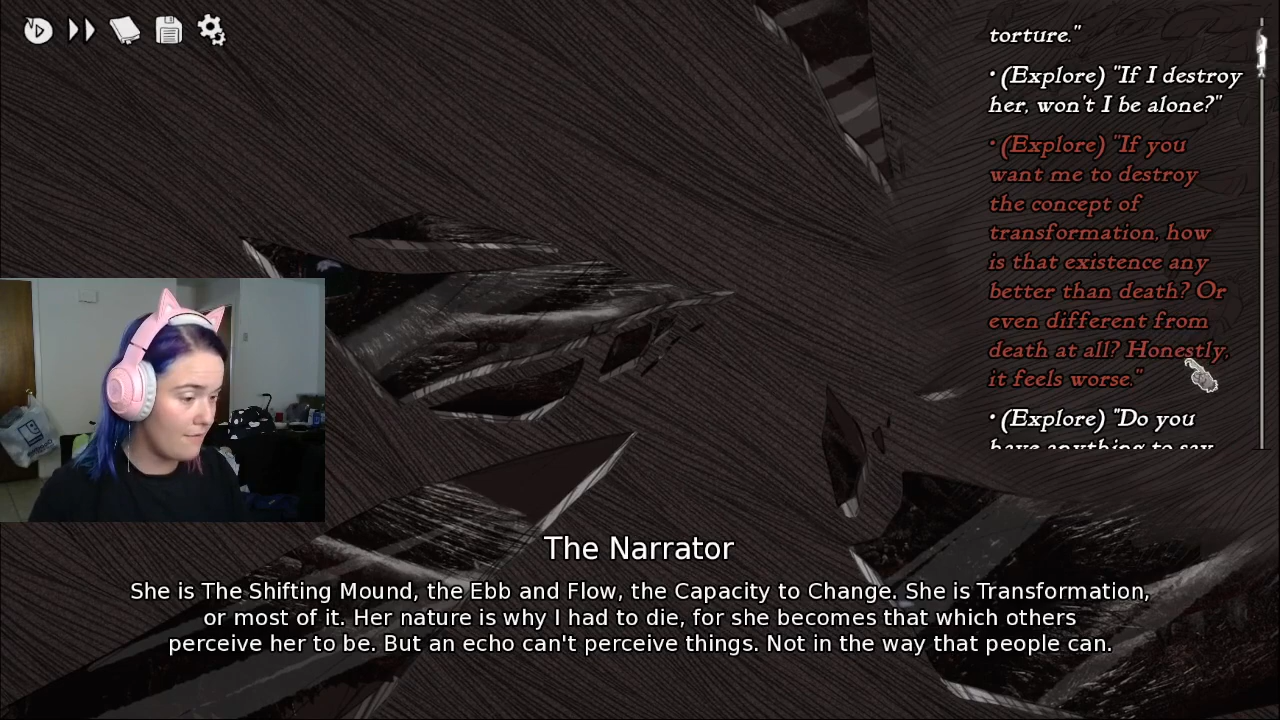 torture."
• (Explore) "If I destroy
her, won't I be alone?"
• (Explore) "If you
want me to destroy
the concept of
transformation, how
is that existence any
better than death? Or
even different from
death at all? Honestly,
it feels worse."
• (Explore) "Do you
have anything to say
The Narrator
She is The Shifting Mound, the Ebb and Flow, the Capacity to Change. She is Transformation,
or most of it. Her nature is why I had to die, for she becomes that which others
perceive her to be. But an echo can't perceive things. Not in the way that people can.